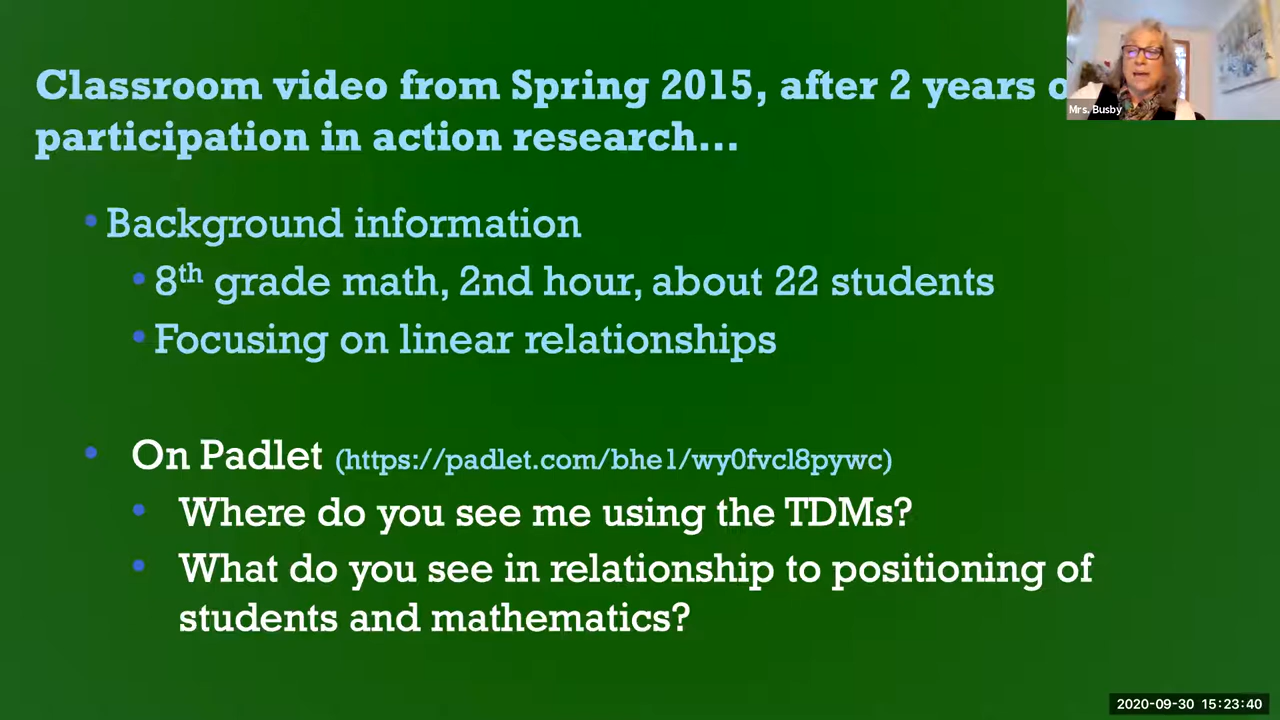 Classroom video from Spring 2015, after 2 years
participation in action research...
Mrs. Busby
• Background information
• 8th grade math, 2nd hour, about 22 students
• Focusing on linear relationships
• On Padlet (https://padlet.com/bhe1/wy0fvcl8pywc)
• Where do you see me using the TDMs?
• What do you see in relationship to positioning of
students and mathematics?
2020-09-30 15:23:40